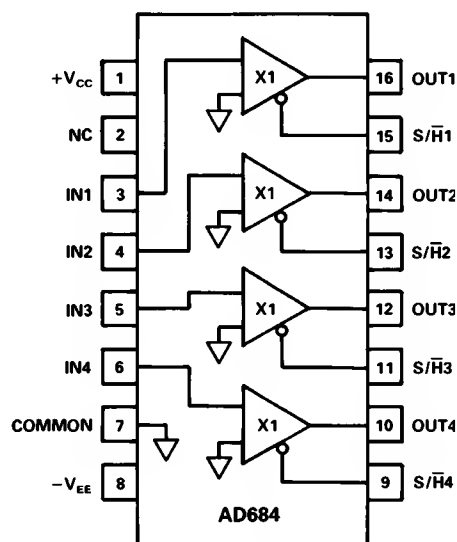 +VCC 1
X1
16 OUT1
NC 2
15 S/H̅1
IN1 3
14 OUT2
IN2 4
X1
13 S/H̅2
IN3 5
X1
12 OUT3
IN4 6
11 S/H̅3
COMMON 7
X1
10 OUT4
−VEE 8
9 S/H̅4
AD684